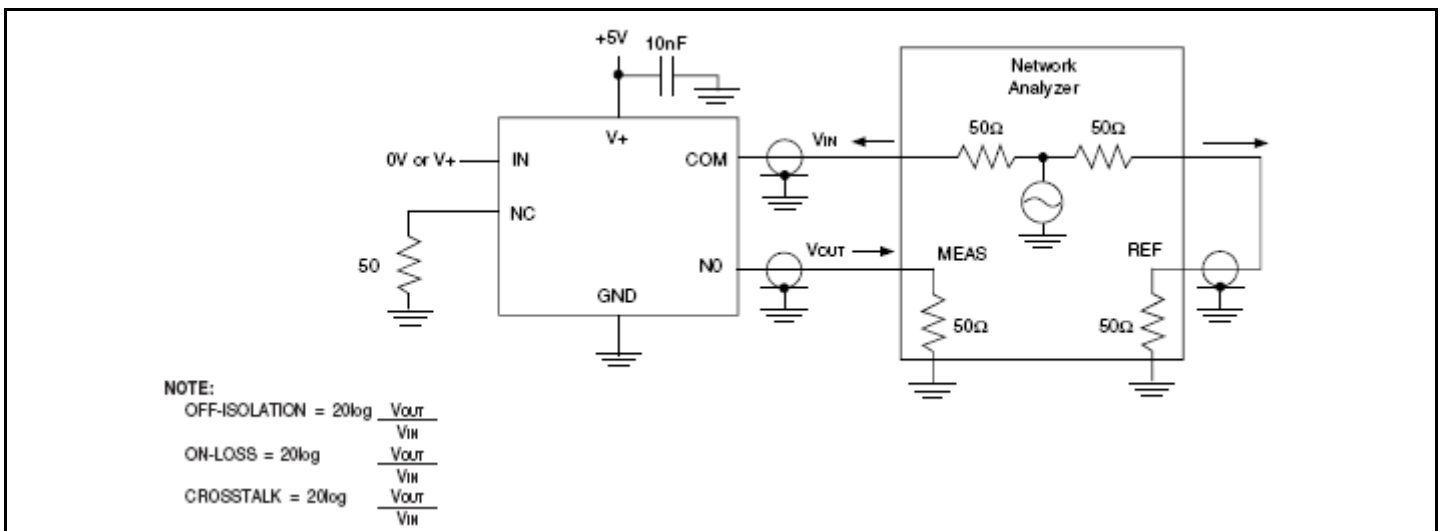 +5V
10nF
Network
Analyzer
V+
50Ω
50Ω
VIN
0V or V+
IN
COM
NC
50
VOUT
MEAS
REF
N0
GND
50Ω
50Ω
NOTE:
OFF-ISOLATION = 20log VOUT
VIN
ON-LOSS = 20log VOUT
VIN
CROSSTALK = 20log VOUT
VIN